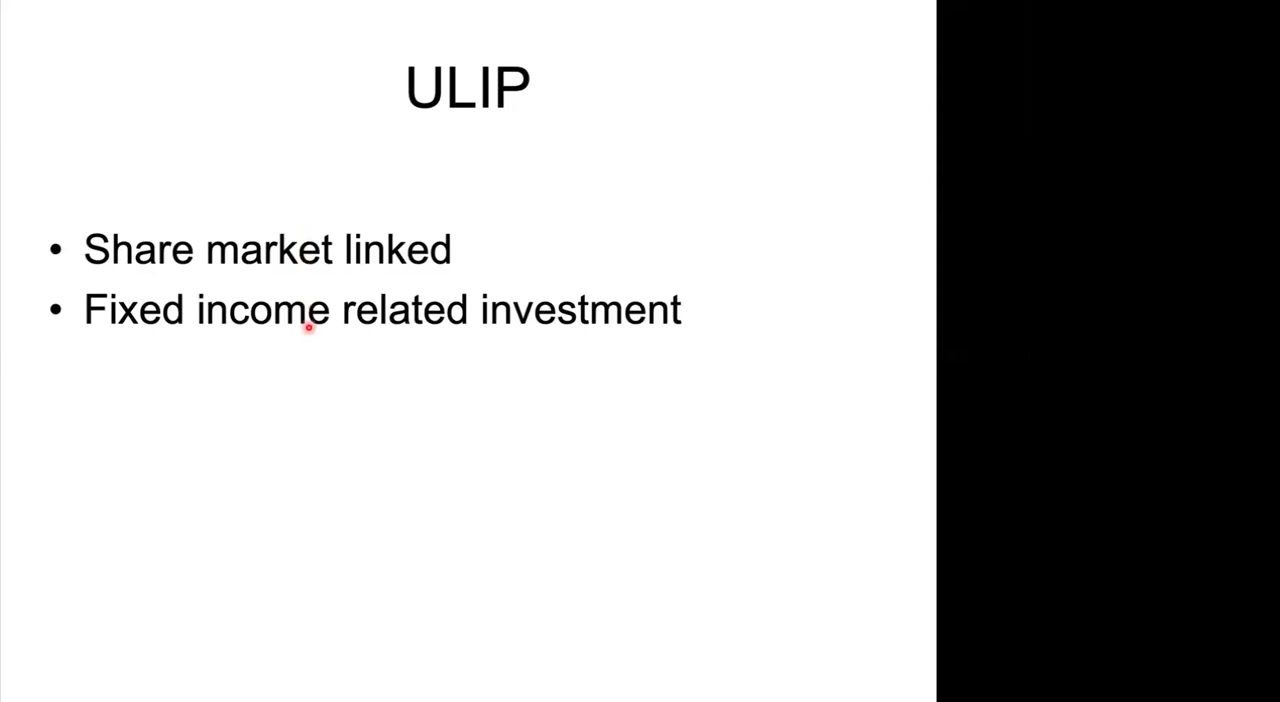 ULIP
• Share market linked
• Fixed income related investment